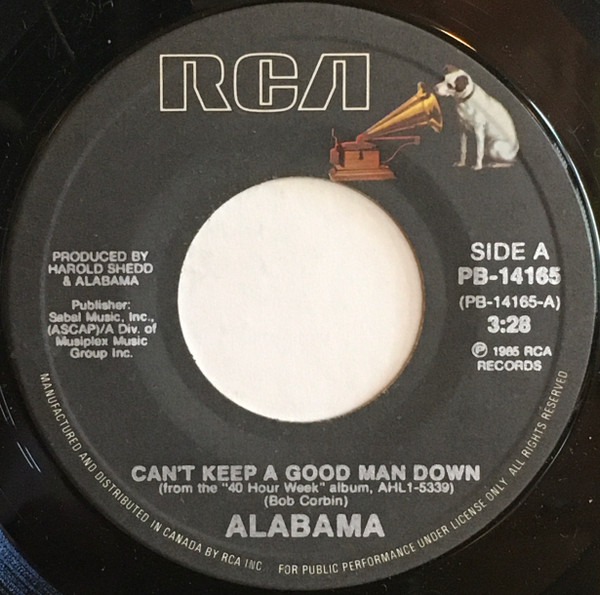 RCA
PRODUCED BY
HAROLD SHEDD
& ALABAMA
Publisher:
Sabal Music, Inc.,
(ASCAP)/A Div. of
Musiplex Music
Group Inc.
SIDE A
PB-14165
(PB-14165-A)
3:28
℗ 1985 RCA
RECORDS
CAN'T KEEP A GOOD MAN DOWN
(from the "40 Hour Week" album, AHL1-5339)
(Bob Corbin)
ALABAMA
MANUFACTURED AND DISTRIBUTED IN CANADA BY RCA INC FOR PUBLIC PERFORMANCE UNDER LICENSE ONLY. ALL RIGHTS RESERVED